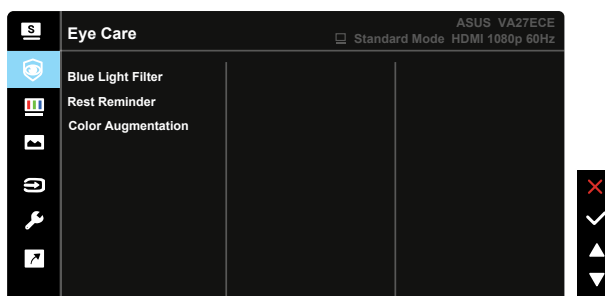 S
Eye Care
ASUS VA27ECE
Standard Mode HDMI 1080p 60Hz
Blue Light Filter
Rest Reminder
Color Augmentation